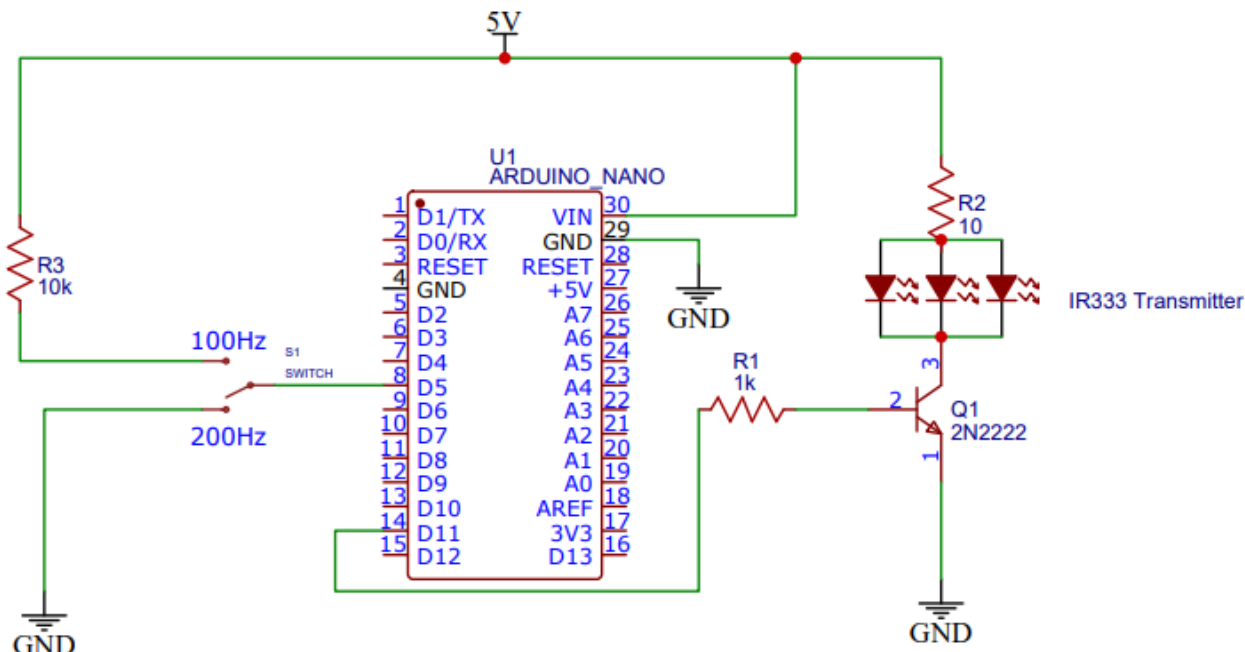 5V
U1
ARDUINO_NANO
1 D1/TX VIN 30
2 D0/RX GND 29
3 RESET RESET 28
4 GND +5V 27
5 D2 A7 26
6 D3 A6 25
7 D4 A5 24
8 D5 A4 23
9 D6 A3 22
10 D7 A2 21
11 D8 A1 20
12 D9 A0 19
13 D10 AREF 18
14 D11 3V3 17
15 D12 D13 16
R3
10k
100Hz
S1
SWITCH
200Hz
GND
GND
R1
1k
R2
10
IR333 Transmitter
3
2
1
Q1
2N2222
GND